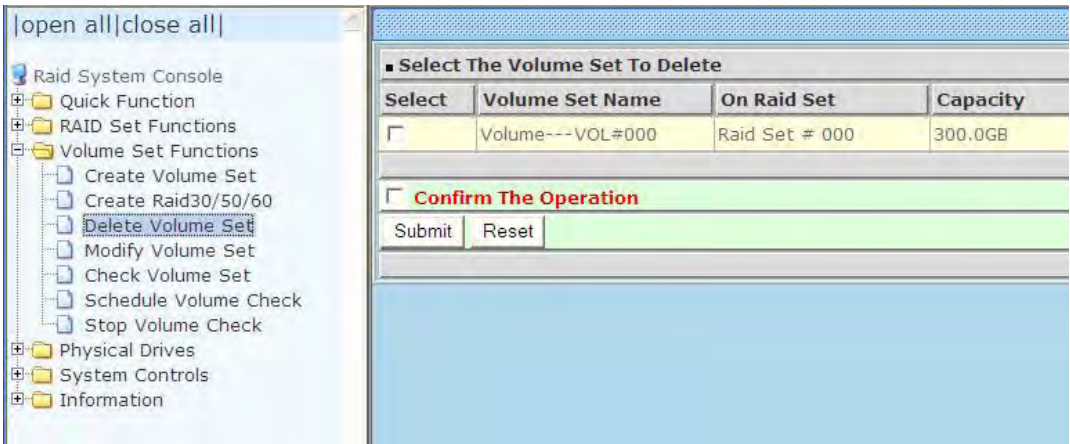 |open all|close all|
Raid System Console
Quick Function
RAID Set Functions
Volume Set Functions
Create Volume Set
Create Raid30/50/60
Delete Volume Set
Modify Volume Set
Check Volume Set
Schedule Volume Check
Stop Volume Check
Physical Drives
System Controls
Information
Select The Volume Set To Delete
Select Volume Set Name On Raid Set Capacity
Volume---VOL#000 Raid Set # 000 300.0GB
Confirm The Operation
Submit Reset